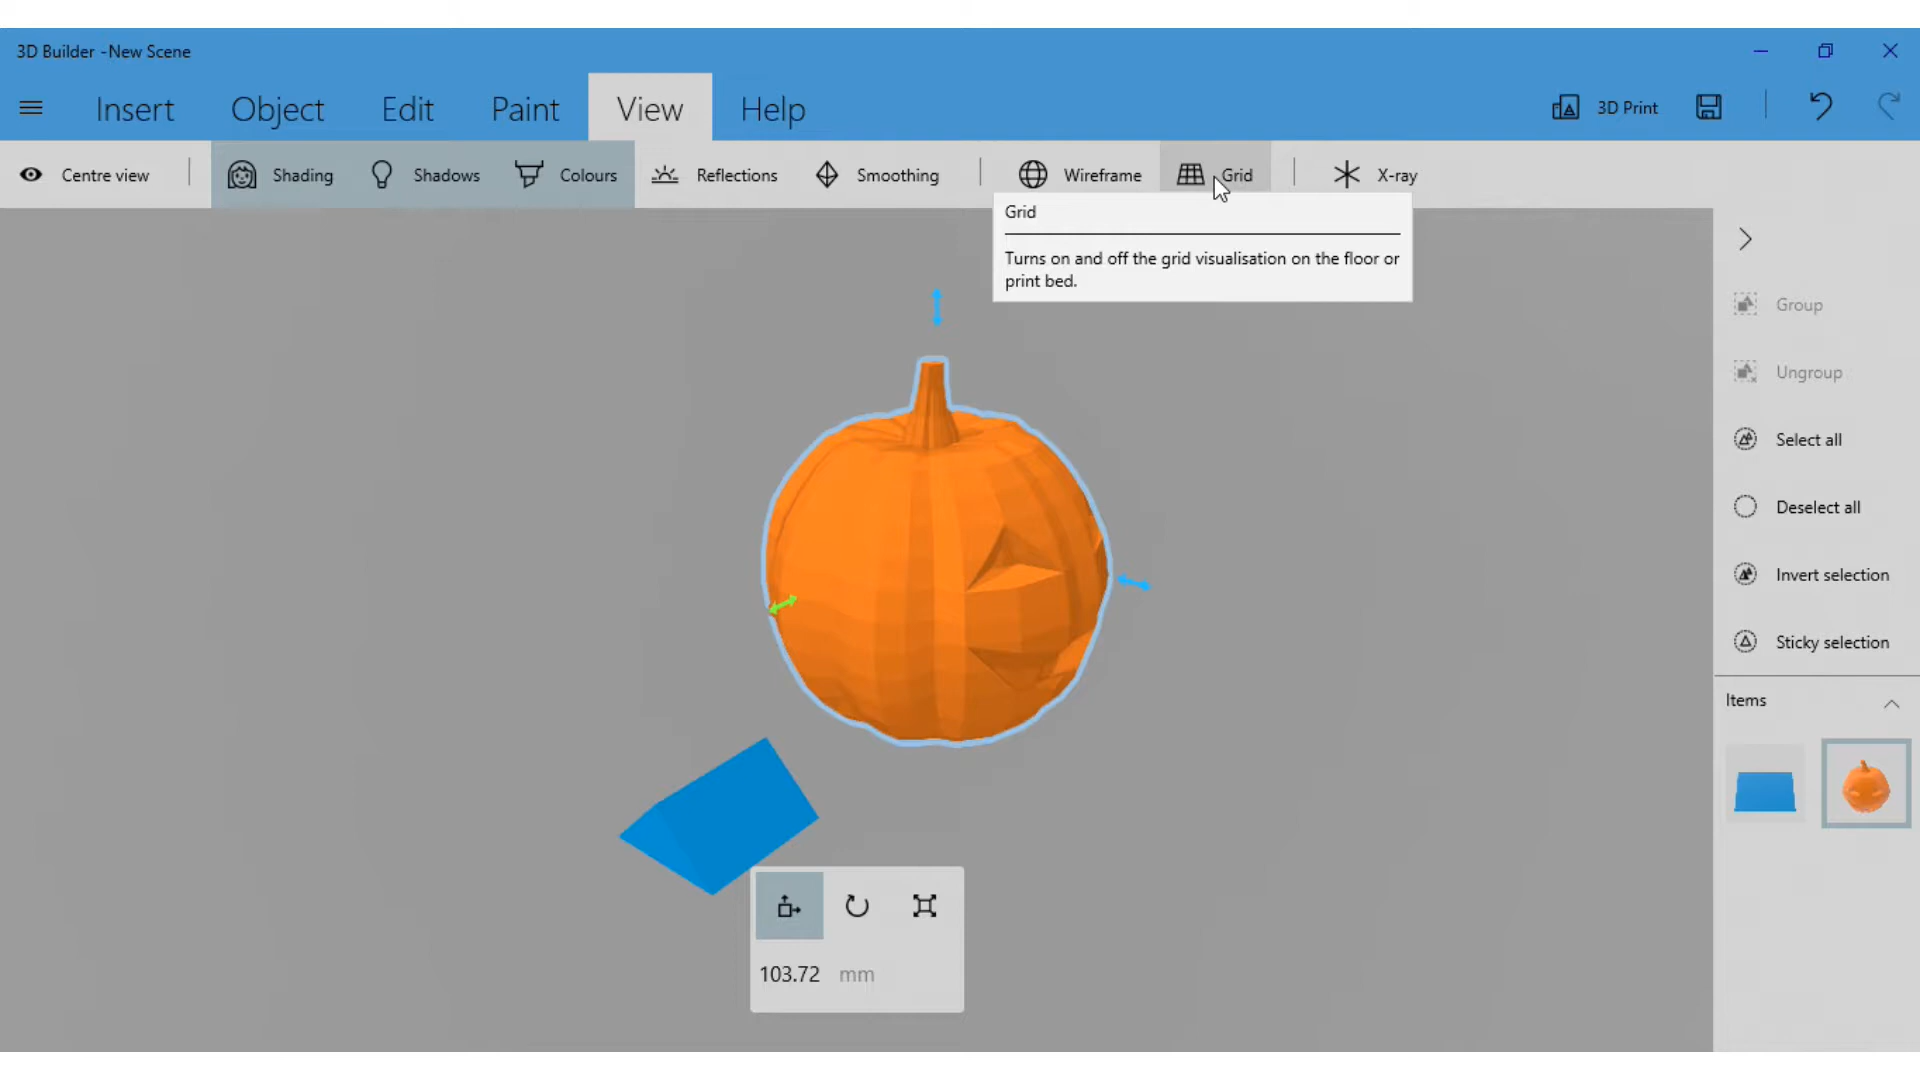 3D Builder -New Scene
Insert Object Edit Paint View Help 3D Print
Centre view Shading Shadows Colours Reflections Smoothing Wireframe Grid X-ray
Grid
Turns on and off the grid visualisation on the floor or
print bed.
Group
Ungroup
Select all
Deselect all
Invert selection
Sticky selection
Items
103.72 mm